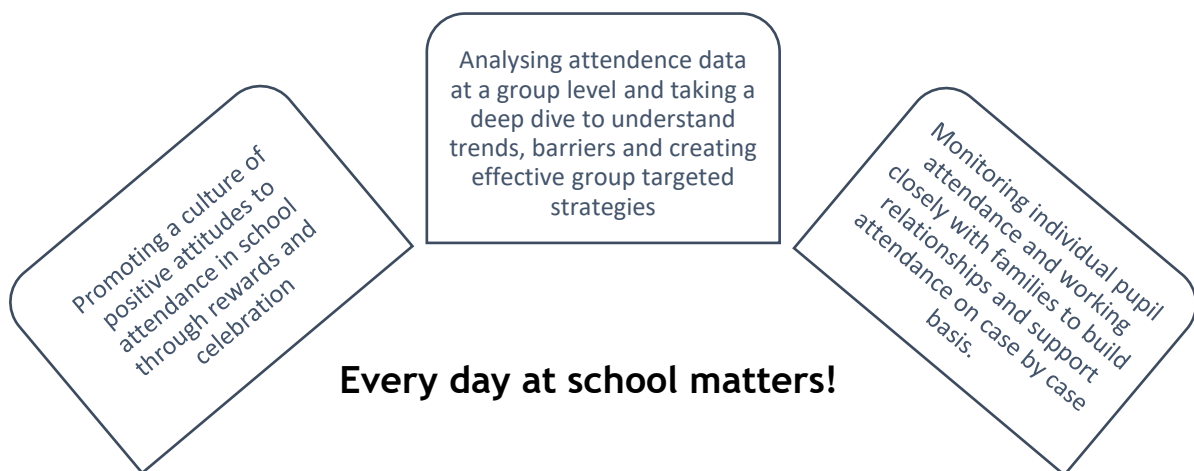 Promoting a culture of
positive attitudes to
attendance in school
through rewards and
celebration
Analysing attendence data
at a group level and taking a
deep dive to understand
trends, barriers and creating
effective group targeted
strategies
Monitoring individual pupil
attendance and working
closely with families to build
relationships and support
attendance on case by case
basis.
Every day at school matters!